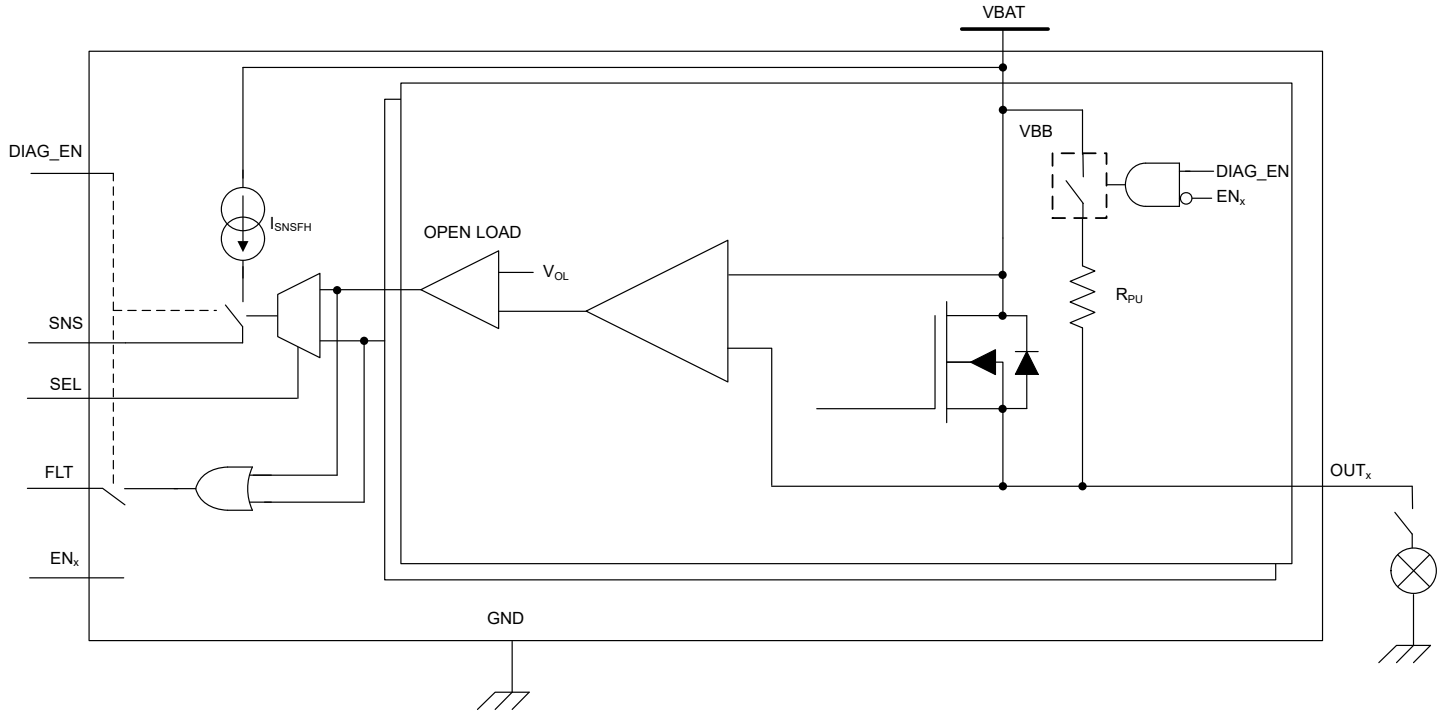 VBAT
VBB
DIAG_EN
DIAG_EN
ENx
ISNSFH
OPEN LOAD
VOL
RPU
SNS
SEL
FLT
OUTx
ENx
GND